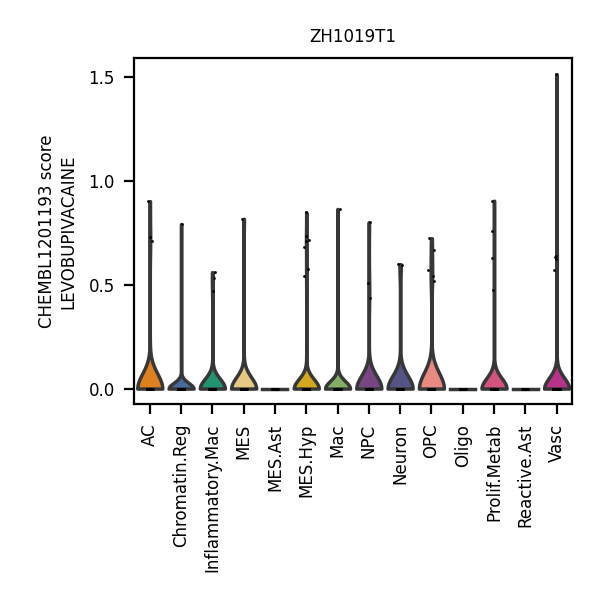 ZH1019T1
CHEMBL1201193 score
LEVOBUPIVACAINE
1.5
1.0
0.5
0.0
AC
Chromatin.Reg
Inflammatory.Mac
MES
MES.Ast
MES.Hyp
Mac
NPC
Neuron
OPC
Oligo
Prolif.Metab
Reactive.Ast
Vasc